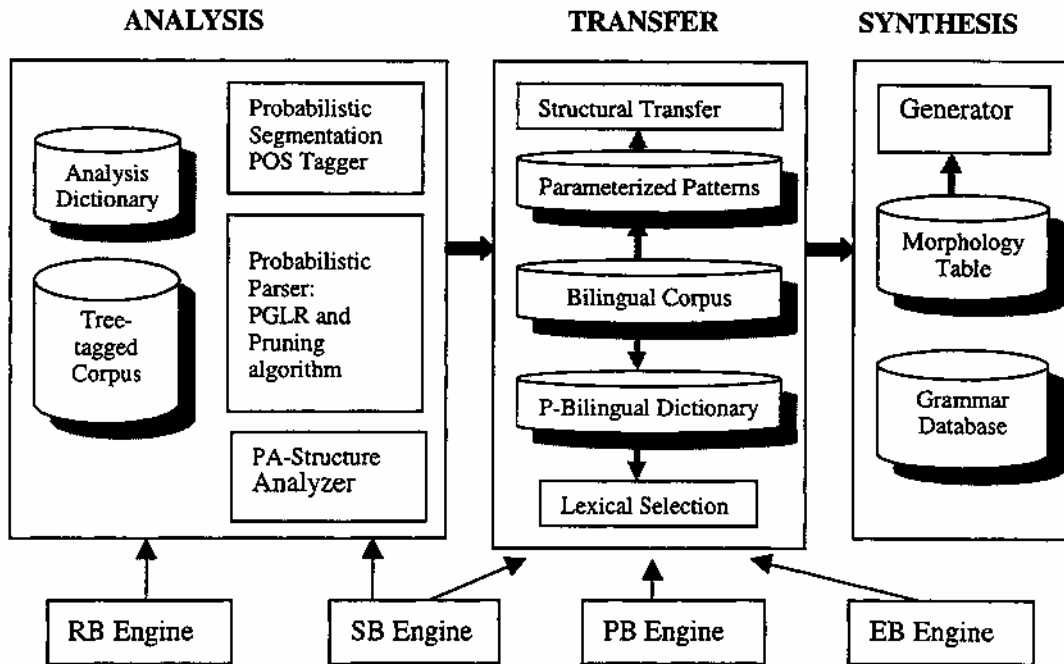 ANALYSIS
TRANSFER
SYNTHESIS
Analysis
Dictionary
Tree-
tagged
Corpus
Probabilistic
Segmentation
POS Tagger
Probabilistic
Parser:
PGLR and
Pruning
algorithm
PA-Structure
Analyzer
Structural Transfer
Parameterized Patterns
Bilingual Corpus
P-Bilingual Dictionary
Lexical Selection
Generator
Morphology
Table
Grammar
Database
RB Engine
SB Engine
PB Engine
EB Engine